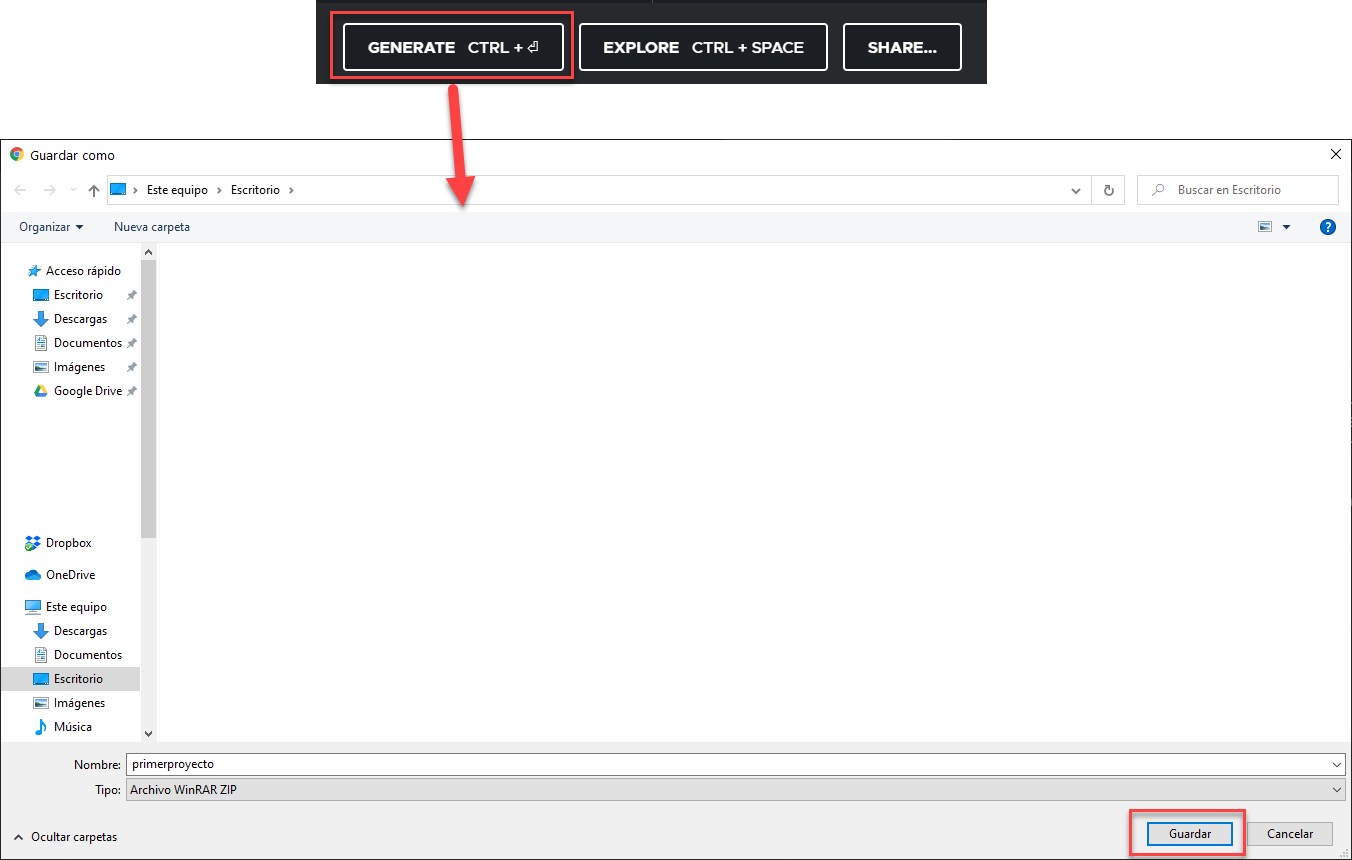 GENERATE CTRL + ⏎ EXPLORE CTRL + SPACE SHARE...
Guardar como
Este equipo Escritorio
Buscar en Escritorio
Organizar Nueva carpeta
Acceso rápido
Escritorio
Descargas
Documentos
Imágenes
Google Drive
Dropbox
OneDrive
Este equipo
Descargas
Documentos
Escritorio
Imágenes
Música
Nombre: primerproyecto
Tipo: Archivo WinRAR ZIP
Ocultar carpetas Guardar Cancelar